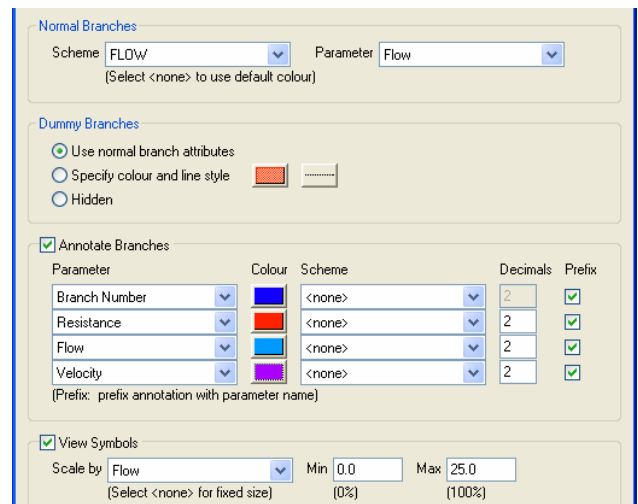 Normal Branches
Scheme FLOW Parameter Flow
(Select <none> to use default colour)
Dummy Branches
Use normal branch attributes
Specify colour and line style
Hidden
Annotate Branches
Parameter Colour Scheme Decimals Prefix
Branch Number <none> 2
Resistance <none> 2
Flow <none> 2
Velocity <none> 2
(Prefix: prefix annotation with parameter name)
View Symbols
Scale by Flow Min 0.0 Max 25.0
(Select <none> for fixed size) (0%) (100%)